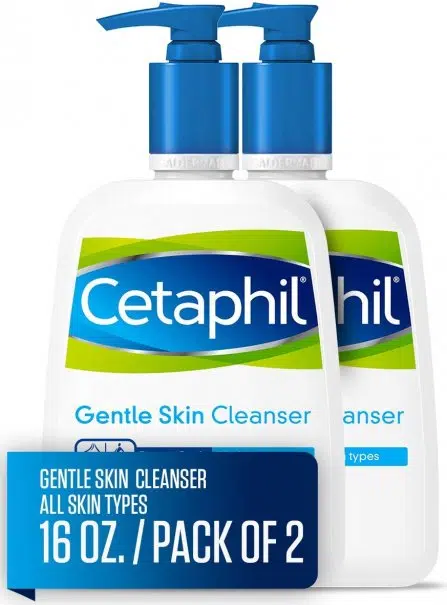 Cetaphil®
hil®
Gentle Skin Cleanser
anser
types
GENTLE SKIN CLEANSER
ALL SKIN TYPES
16 OZ. / PACK OF 2